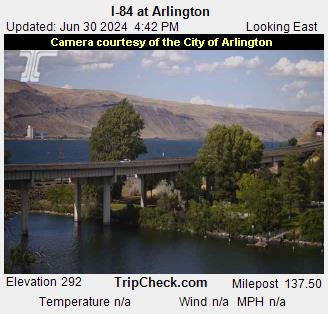 I-84 at Arlington
Updated: Jun 30 2024 4:42 PM Looking East
Camera courtesy of the City of Arlington
Elevation 292 TripCheck.com Milepost 137.50
Temperature n/a Wind n/a MPH n/a